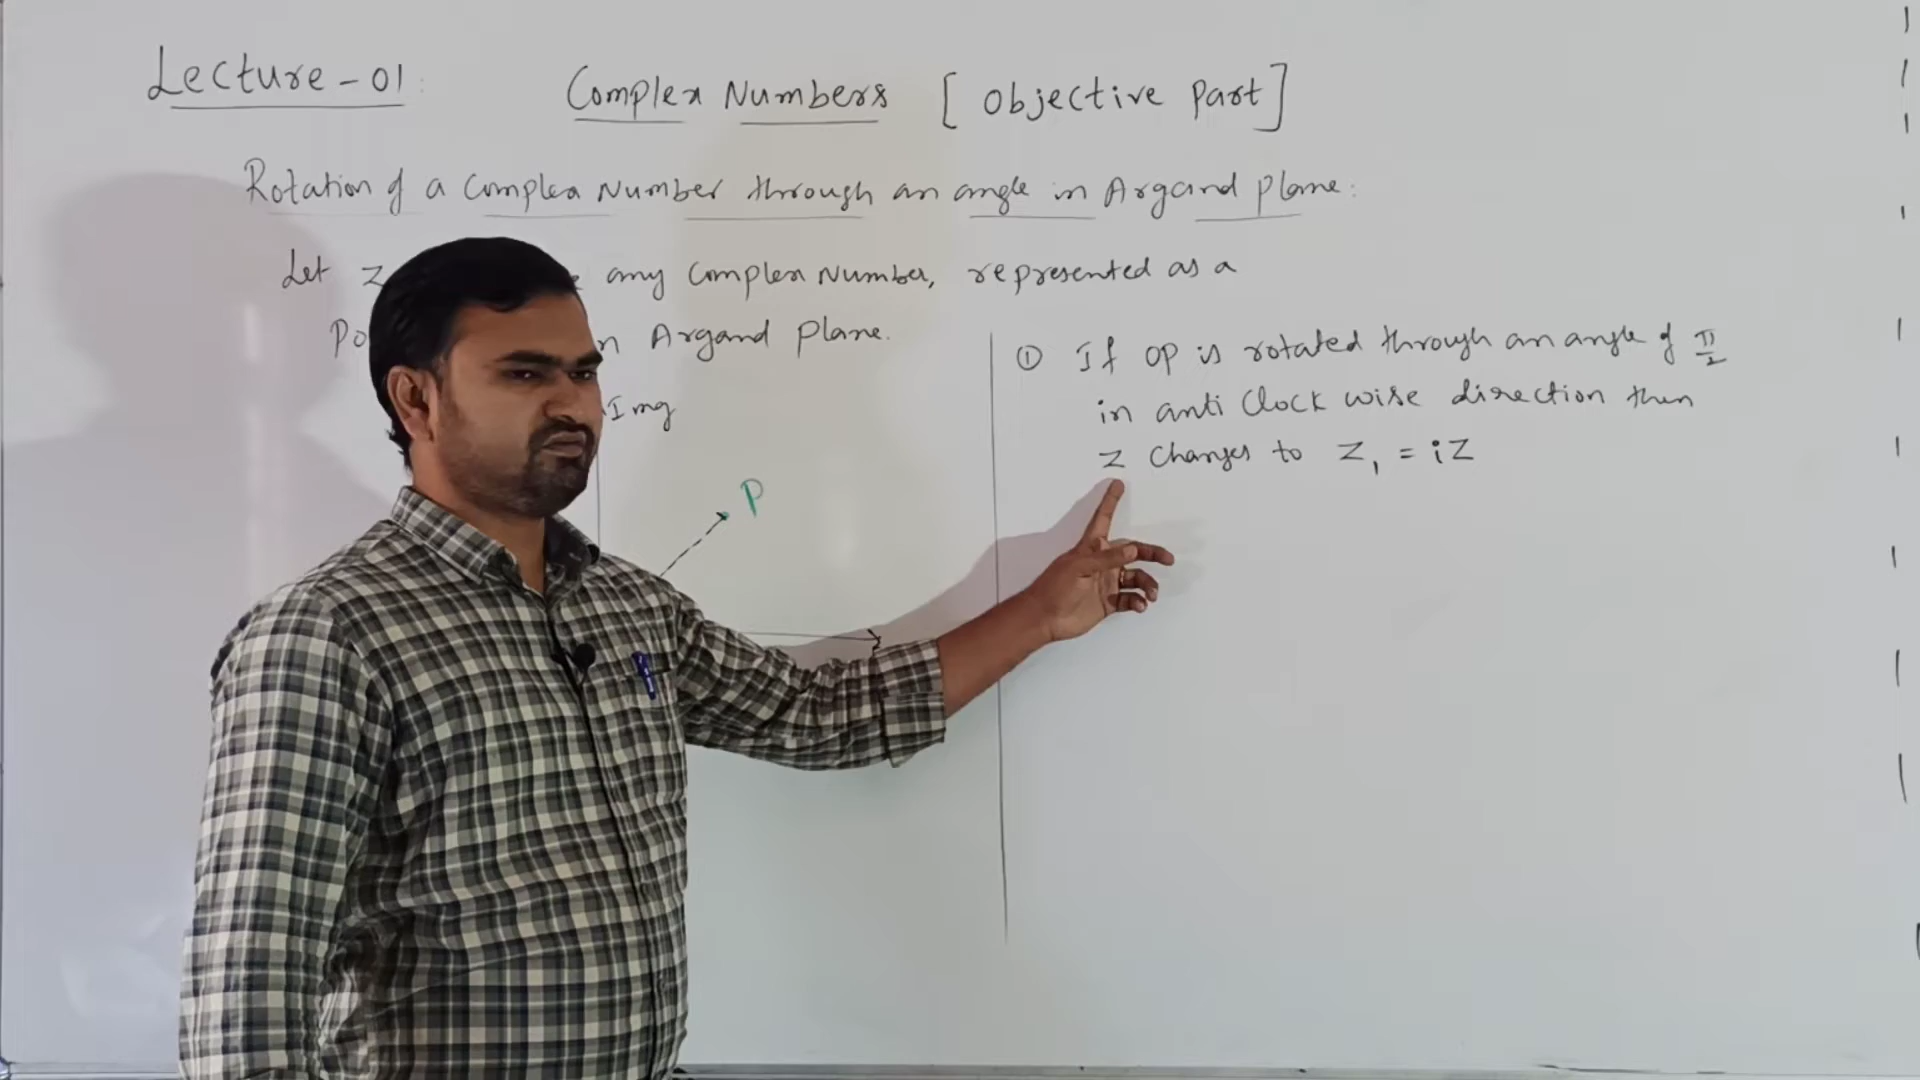 Lecture-01:
Complex Numbers [Objective Part]
Rotation of a Complex Number through an angle in Argand plane:
Let z any Complex Number, represented as a
Po n Argand plane.
Img
P
① If OP is rotated through an angle of π/2
in anti Clock wise direction then
z changes to z₁ = iz